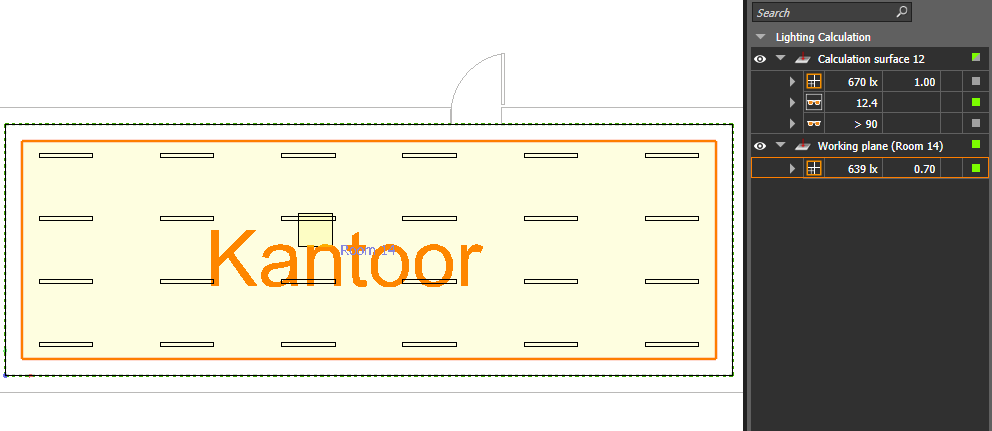 Search
Lighting Calculation
Calculation surface 12
670 lx 1.00
12.4
> 90
Working plane (Room 14)
639 lx 0.70
Kantoor
Room 14